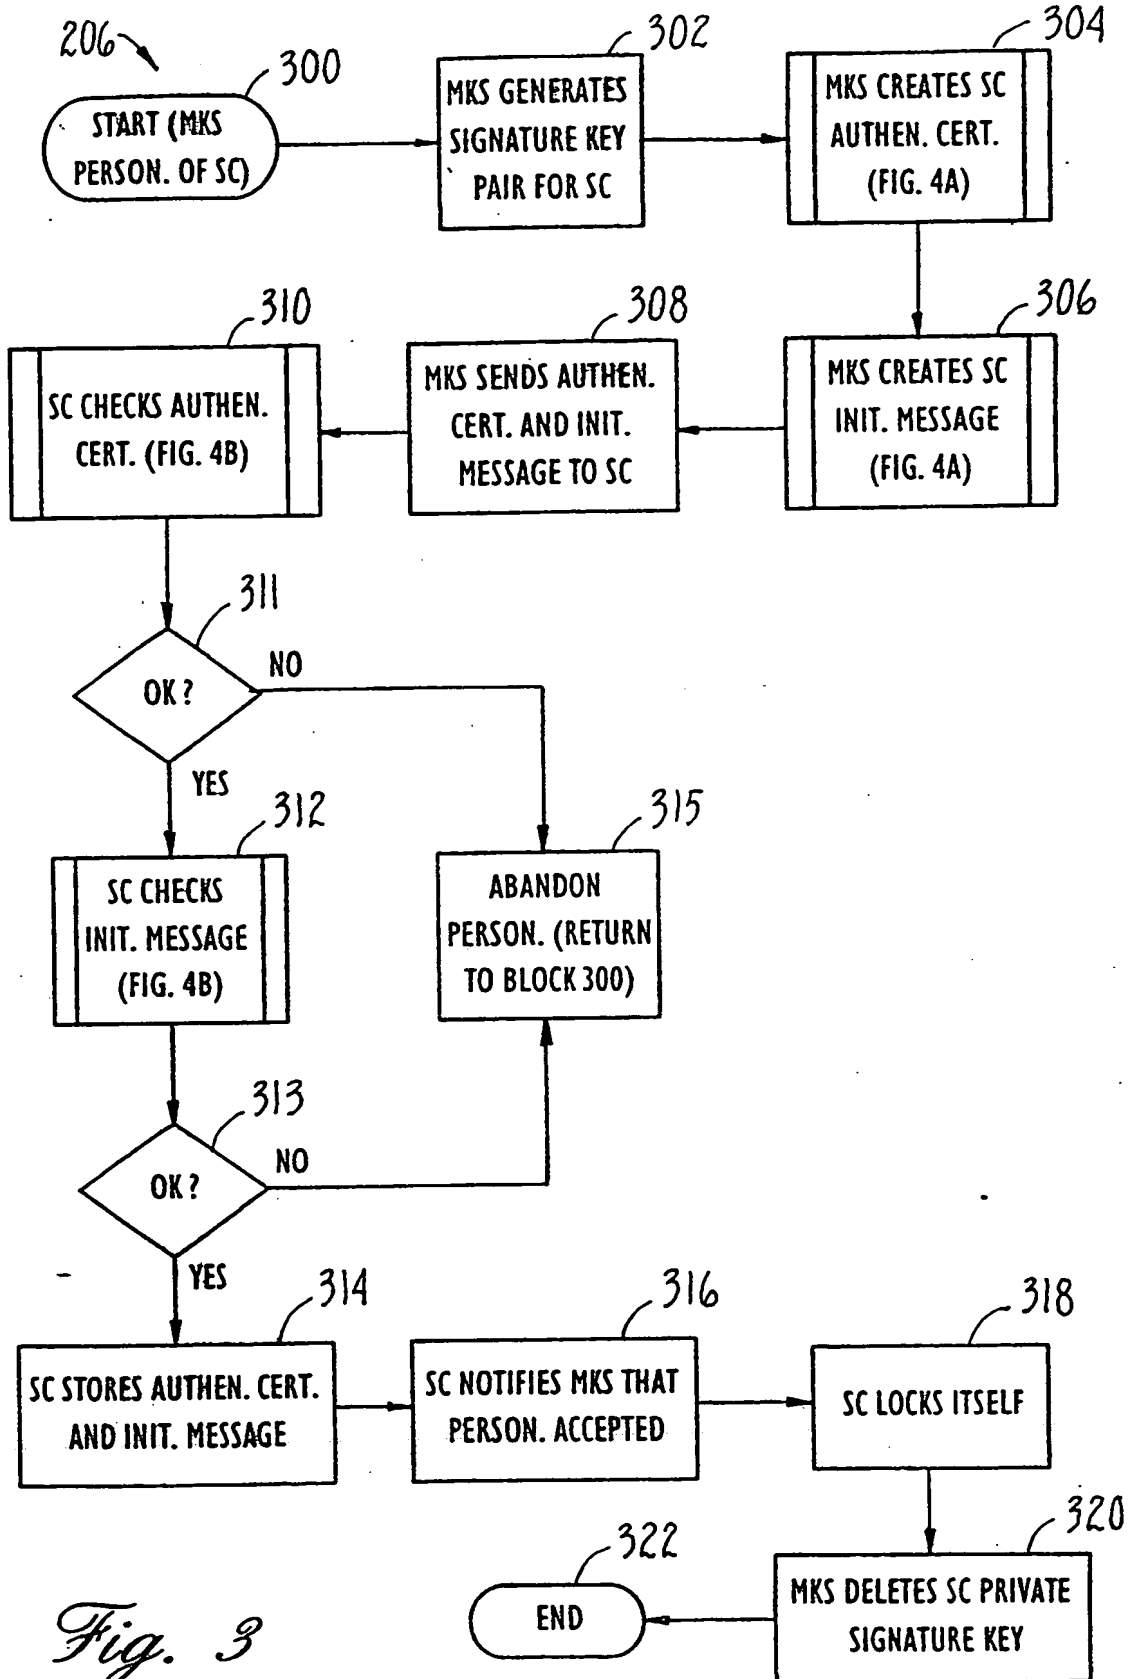 206
300
START (MKS
PERSON. OF SC)
302
MKS GENERATES
SIGNATURE KEY
PAIR FOR SC
304
MKS CREATES SC
AUTHEN. CERT.
(FIG. 4A)
306
MKS CREATES SC
INIT. MESSAGE
(FIG. 4A)
308
MKS SENDS AUTHEN.
CERT. AND INIT.
MESSAGE TO SC
310
SC CHECKS AUTHEN.
CERT. (FIG. 4B)
311
OK?
NO
YES
312
SC CHECKS
INIT. MESSAGE
(FIG. 4B)
315
ABANDON
PERSON. (RETURN
TO BLOCK 300)
313
OK?
NO
YES
314
SC STORES AUTHEN. CERT.
AND INIT. MESSAGE
316
SC NOTIFIES MKS THAT
PERSON. ACCEPTED
318
SC LOCKS ITSELF
320
MKS DELETES SC PRIVATE
SIGNATURE KEY
322
END
Fig. 3